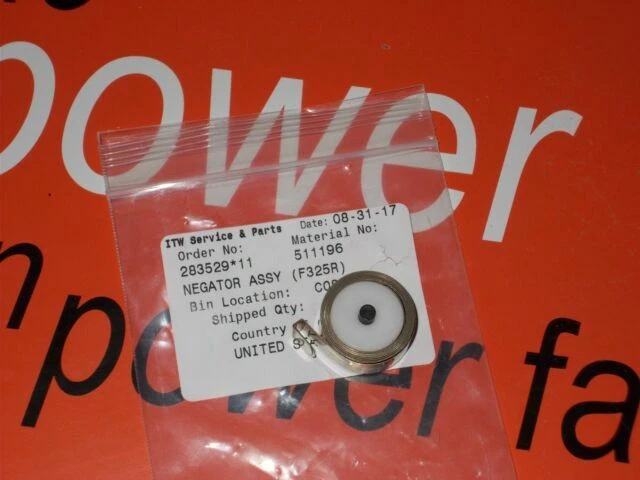 power
ITW Service & Parts Date: 08-31-17
Order No: Material No:
283529*11 511196
NEGATOR ASSY (F325R)
Bin Location:
Shipped Qty:
Country
UNITED
power fa